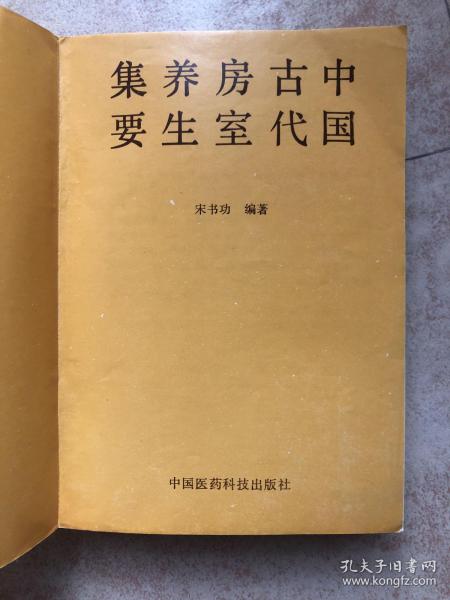 中国
古代
房室
养生
集要
宋书功 编著
中国医药科技出版社
孔夫子旧书网
www.kongfz.com